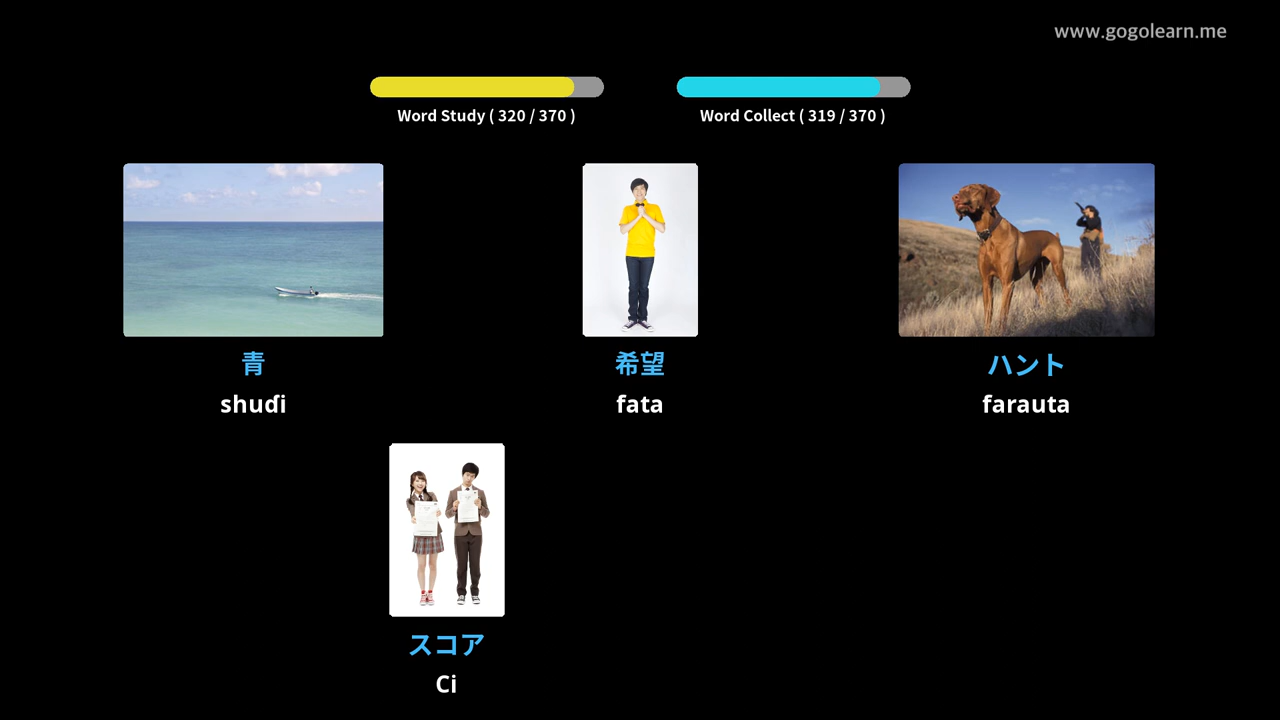 www.gogolearn.me
Word Study ( 320 / 370 )
Word Collect ( 319 / 370 )
青
希望
ハント
shuɗi
fata
farauta
スコア
Ci